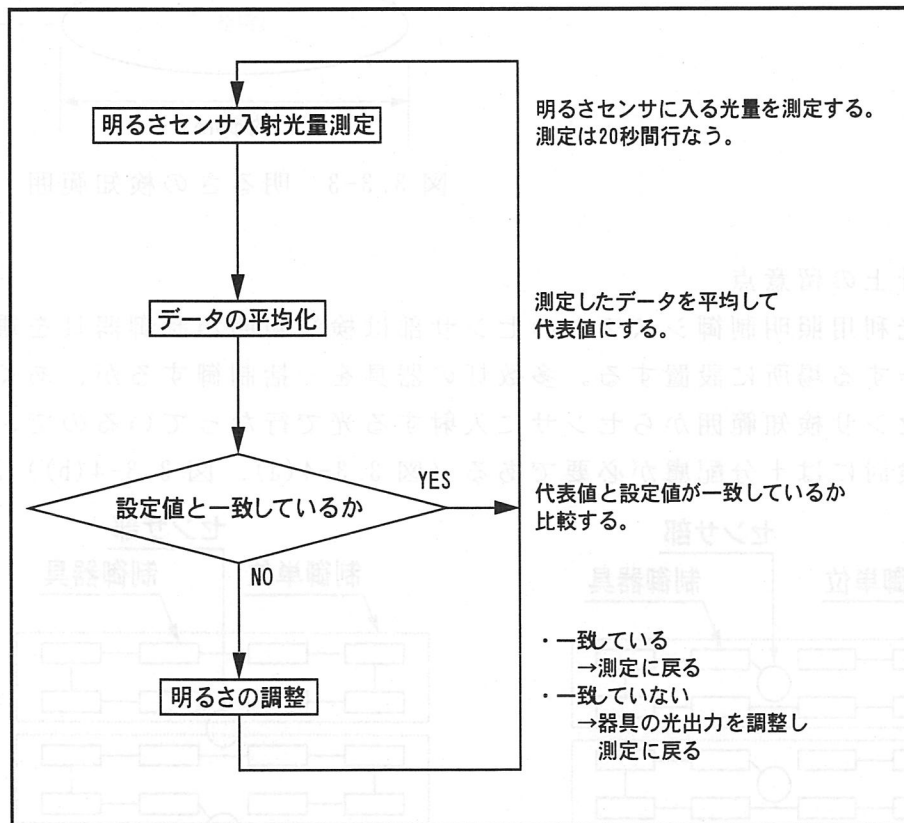 明るさセンサ入射光量測定
明るさセンサに入る光量を測定する。
測定は20秒間行なう。
データの平均化
測定したデータを平均して
代表値にする。
設定値と一致しているか
YES
代表値と設定値が一致しているか
比較する。
NO
・一致している
→測定に戻る
・一致していない
→器具の光出力を調整し
測定に戻る
明るさの調整